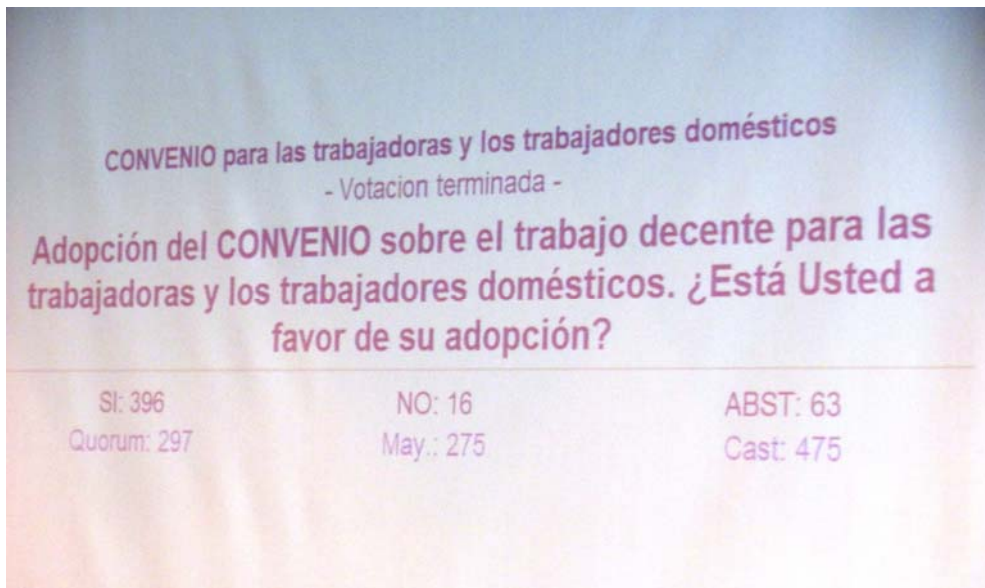 CONVENIO para las trabajadoras y los trabajadores domésticos
- Votacion terminada -
Adopción del CONVENIO sobre el trabajo decente para las
trabajadoras y los trabajadores domésticos. ¿Está Usted a
favor de su adopción?
SI: 396 NO: 16 ABST: 63
Quorum: 297 May.: 275 Cast: 475